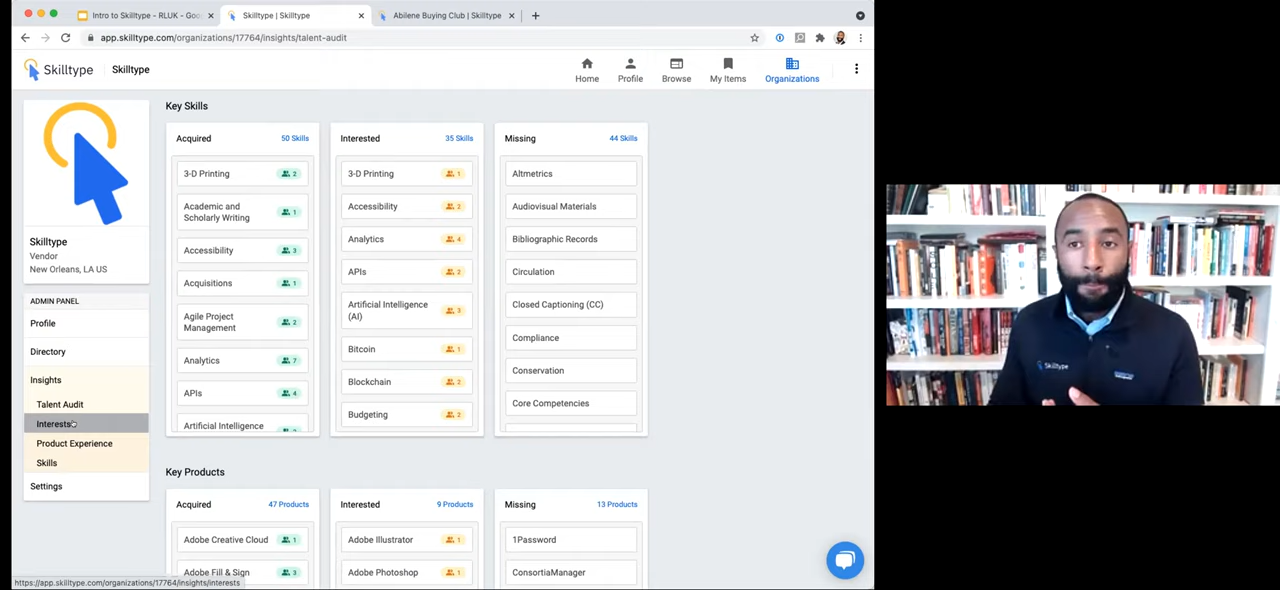 Intro to Skilltype – RLUK - Goo
Skilltype | Skilltype
Abilene Buying Club | Skilltype
app.skilltype.com/organizations/17764/insights/talent-audit
Skilltype
Skilltype
Home
Profile
Browse
My Items
Organizations
Skilltype
Vendor
New Orleans, LA US
ADMIN PANEL
Profile
Directory
Insights
Talent Audit
Interests
Product Experience
Skills
Settings
Key Skills
Acquired
50 Skills
3-D Printing
2
Academic and
Scholarly Writing
1
Accessibility
3
Acquisitions
1
Agile Project
Management
2
Analytics
7
APIs
4
Artificial Intelligence
Interested
35 Skills
3-D Printing
1
Accessibility
2
Analytics
4
APIs
2
Artificial Intelligence
(AI)
3
Bitcoin
1
Blockchain
2
Budgeting
2
Missing
44 Skills
Altmetrics
Audiovisual Materials
Bibliographic Records
Circulation
Closed Captioning (CC)
Compliance
Conservation
Core Competencies
Key Products
Acquired
47 Products
Adobe Creative Cloud
1
Adobe Fill & Sign
3
Interested
9 Products
Adobe Illustrator
1
Adobe Photoshop
1
Missing
13 Products
1Password
ConsortiaManager
https://app.skilltype.com/organizations/17764/insights/interests
Skilltype